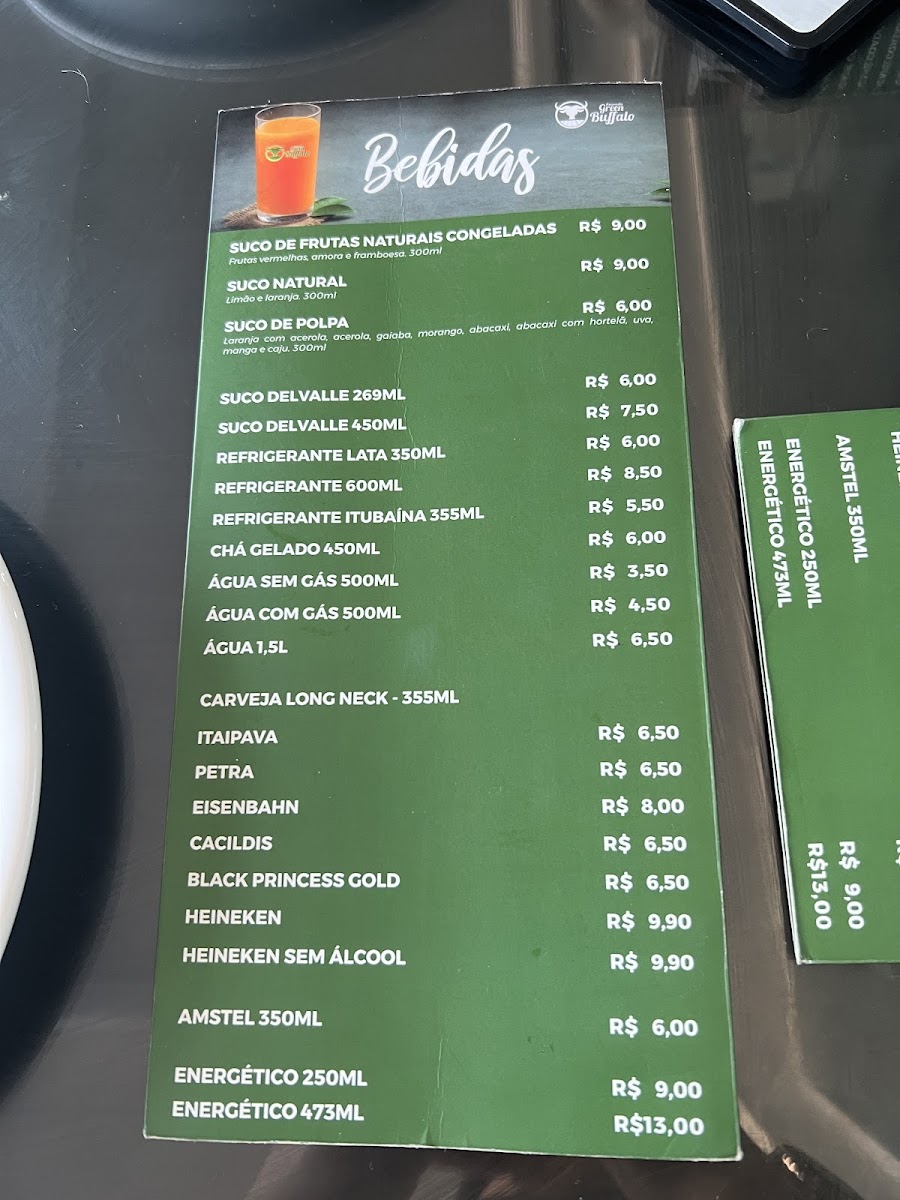 Green
Buffalo
Bebidas
SUCO DE FRUTAS NATURAIS CONGELADAS R$ 9,00
Frutas vermelhas, amora e framboesa. 300ml
SUCO NATURAL R$ 9,00
Limão e laranja. 300ml
SUCO DE POLPA R$ 6,00
Laranja com acerola, acerola, gaiaba, morango, abacaxi, abacaxi com hortelã, uva,
manga e caju. 300ml
SUCO DELVALLE 269ML R$ 6,00
SUCO DELVALLE 450ML R$ 7,50
REFRIGERANTE LATA 350ML R$ 6,00
REFRIGERANTE 600ML R$ 8,50
REFRIGERANTE ITUBAÍNA 355ML R$ 5,50
CHÁ GELADO 450ML R$ 6,00
ÁGUA SEM GÁS 500ML R$ 3,50
ÁGUA COM GÁS 500ML R$ 4,50
ÁGUA 1,5L R$ 6,50
CARVEJA LONG NECK - 355ML
ITAIPAVA R$ 6,50
PETRA R$ 6,50
EISENBAHN R$ 8,00
CACILDIS R$ 6,50
BLACK PRINCESS GOLD R$ 6,50
HEINEKEN R$ 9,90
HEINEKEN SEM ÁLCOOL R$ 9,90
AMSTEL 350ML R$ 6,00
ENERGÉTICO 250ML R$ 9,00
ENERGÉTICO 473ML R$13,00
AMSTEL 350ML
ENERGÉTICO 250ML R$ 9,00
ENERGÉTICO 473ML R$13,00